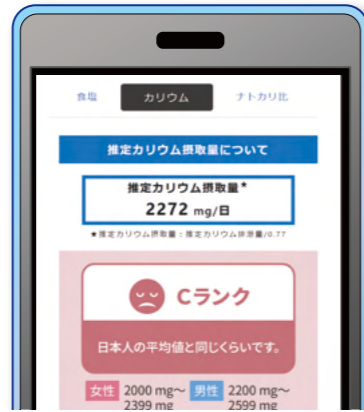 食塩 カリウム ナトカリ比
推定カリウム摂取量について
推定カリウム摂取量*
2272 mg/日
★推定カリウム摂取量：推定カリウム排泄量/0.77
Cランク
日本人の平均値と同じくらいです。
女性 2000 mg～ 男性 2200 mg～
2399 mg 2599 mg